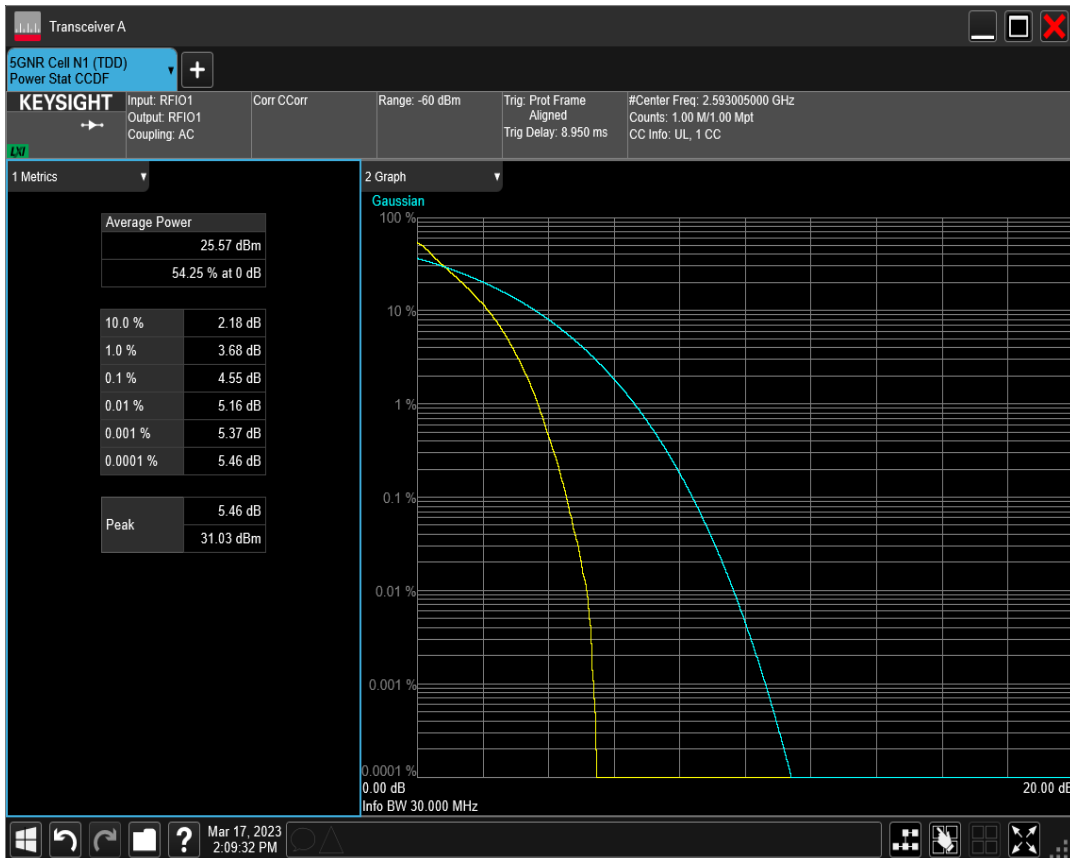 Transceiver A
5GNR Cell N1 (TDD)
Power Stat CCDF
KEYSIGHT
LXI
Input: RFIO1
Output: RFIO1
Coupling: AC
Corr CCorr
Range: -60 dBm
Trig: Prot Frame
Aligned
Trig Delay: 8.950 ms
#Center Freq: 2.593005000 GHz
Counts: 1.00 M/1.00 Mpt
CC Info: UL, 1 CC
1 Metrics
Average Power
25.57 dBm
54.25 % at 0 dB
10.0 % 2.18 dB
1.0 % 3.68 dB
0.1 % 4.55 dB
0.01 % 5.16 dB
0.001 % 5.37 dB
0.0001 % 5.46 dB
Peak
5.46 dB
31.03 dBm
2 Graph
Gaussian
100 %
10 %
1 %
0.1 %
0.01 %
0.001 %
0.0001 %
0.00 dB 20.00 dB
Info BW 30.000 MHz
Mar 17, 2023
2:09:32 PM